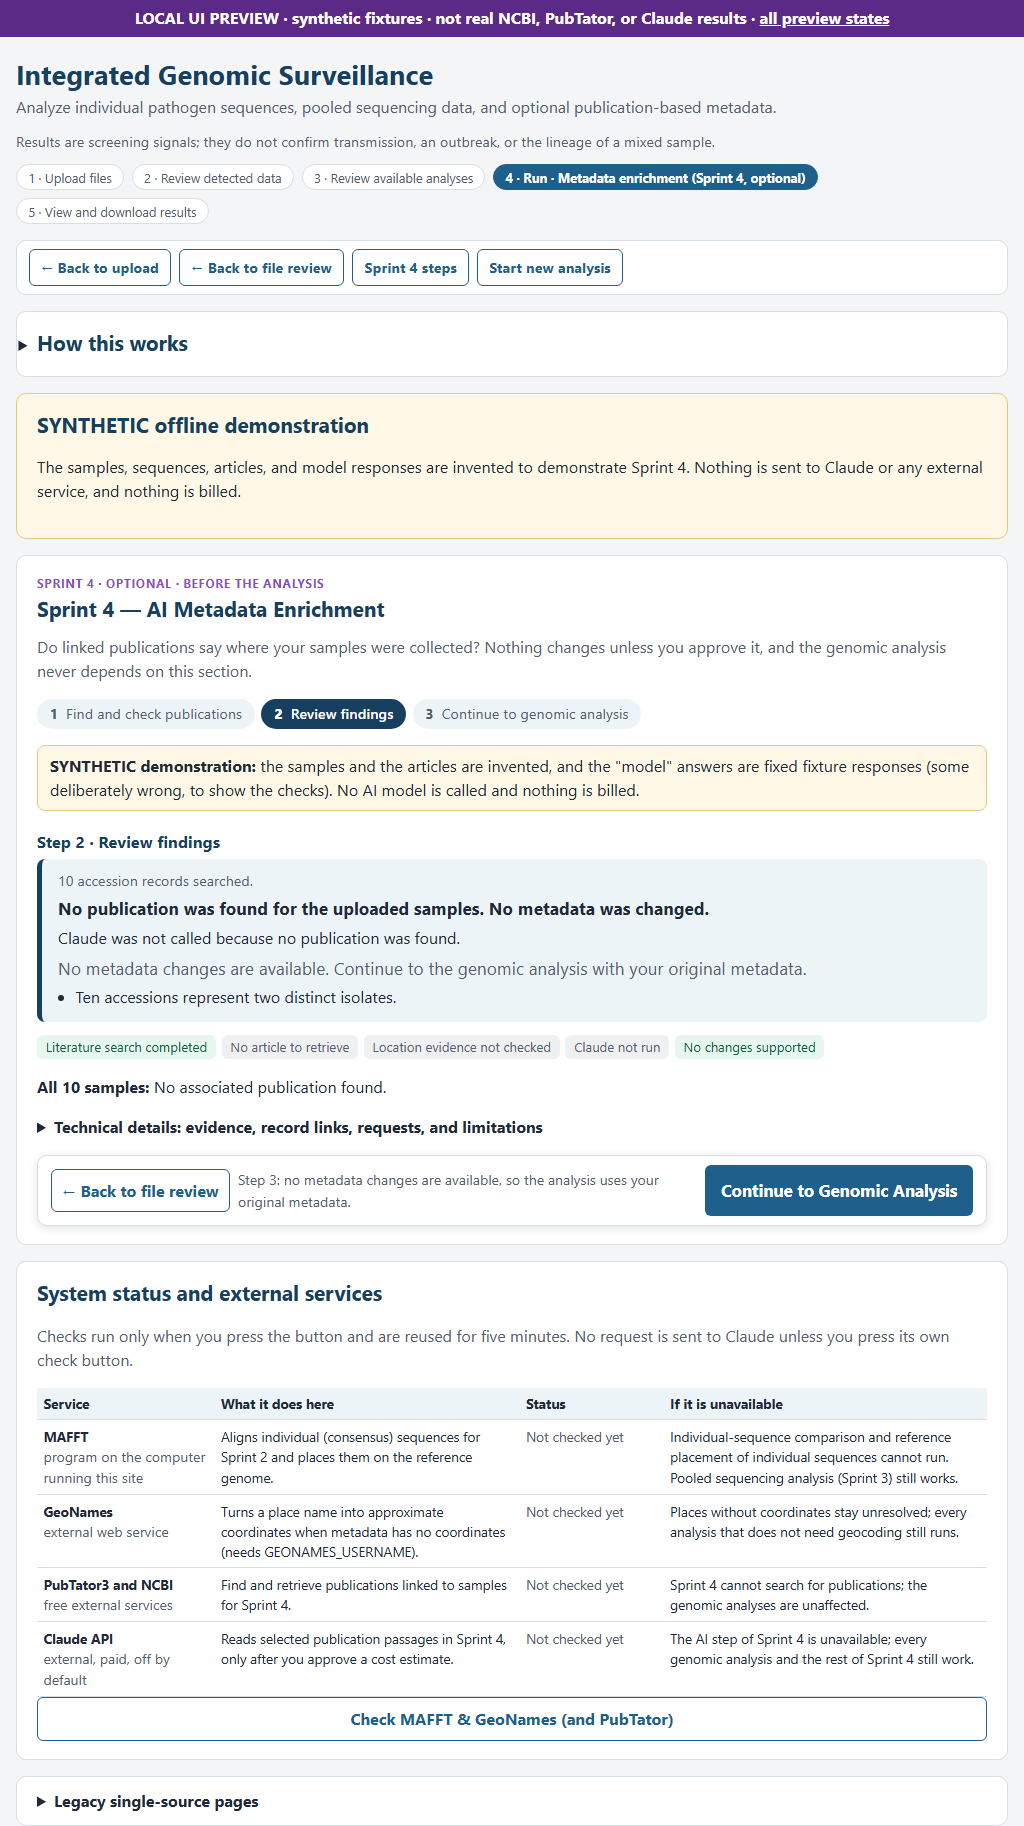 LOCAL UI PREVIEW · synthetic fixtures · not real NCBI, PubTator, or Claude results · all preview states
Integrated Genomic Surveillance
Analyze individual pathogen sequences, pooled sequencing data, and optional publication-based metadata.
Results are screening signals; they do not confirm transmission, an outbreak, or the lineage of a mixed sample.
1 · Upload files
2 · Review detected data
3 · Review available analyses
4 · Run · Metadata enrichment (Sprint 4, optional)
5 · View and download results
← Back to upload
← Back to file review
Sprint 4 steps
Start new analysis
▶ How this works
SYNTHETIC offline demonstration
The samples, sequences, articles, and model responses are invented to demonstrate Sprint 4. Nothing is sent to Claude or any external
service, and nothing is billed.
SPRINT 4 · OPTIONAL · BEFORE THE ANALYSIS
Sprint 4 — AI Metadata Enrichment
Do linked publications say where your samples were collected? Nothing changes unless you approve it, and the genomic analysis
never depends on this section.
1 Find and check publications
2 Review findings
3 Continue to genomic analysis
SYNTHETIC demonstration: the samples and the articles are invented, and the "model" answers are fixed fixture responses (some
deliberately wrong, to show the checks). No AI model is called and nothing is billed.
Step 2 · Review findings
10 accession records searched.
No publication was found for the uploaded samples. No metadata was changed.
Claude was not called because no publication was found.
No metadata changes are available. Continue to the genomic analysis with your original metadata.
• Ten accessions represent two distinct isolates.
Literature search completed
No article to retrieve
Location evidence not checked
Claude not run
No changes supported
All 10 samples: No associated publication found.
▶ Technical details: evidence, record links, requests, and limitations
← Back to file review
Step 3: no metadata changes are available, so the analysis uses your
original metadata.
Continue to Genomic Analysis
System status and external services
Checks run only when you press the button and are reused for five minutes. No request is sent to Claude unless you press its own
check button.
Service
What it does here
Status
If it is unavailable
MAFFT
program on the computer
running this site
Aligns individual (consensus) sequences for
Sprint 2 and places them on the reference
genome.
Not checked yet
Individual-sequence comparison and reference
placement of individual sequences cannot run.
Pooled sequencing analysis (Sprint 3) still works.
GeoNames
external web service
Turns a place name into approximate
coordinates when metadata has no coordinates
(needs GEONAMES_USERNAME).
Not checked yet
Places without coordinates stay unresolved; every
analysis that does not need geocoding still runs.
PubTator3 and NCBI
free external services
Find and retrieve publications linked to samples
for Sprint 4.
Not checked yet
Sprint 4 cannot search for publications; the
genomic analyses are unaffected.
Claude API
external, paid, off by
default
Reads selected publication passages in Sprint 4,
only after you approve a cost estimate.
Not checked yet
The AI step of Sprint 4 is unavailable; every
genomic analysis and the rest of Sprint 4 still work.
Check MAFFT & GeoNames (and PubTator)
▶ Legacy single-source pages